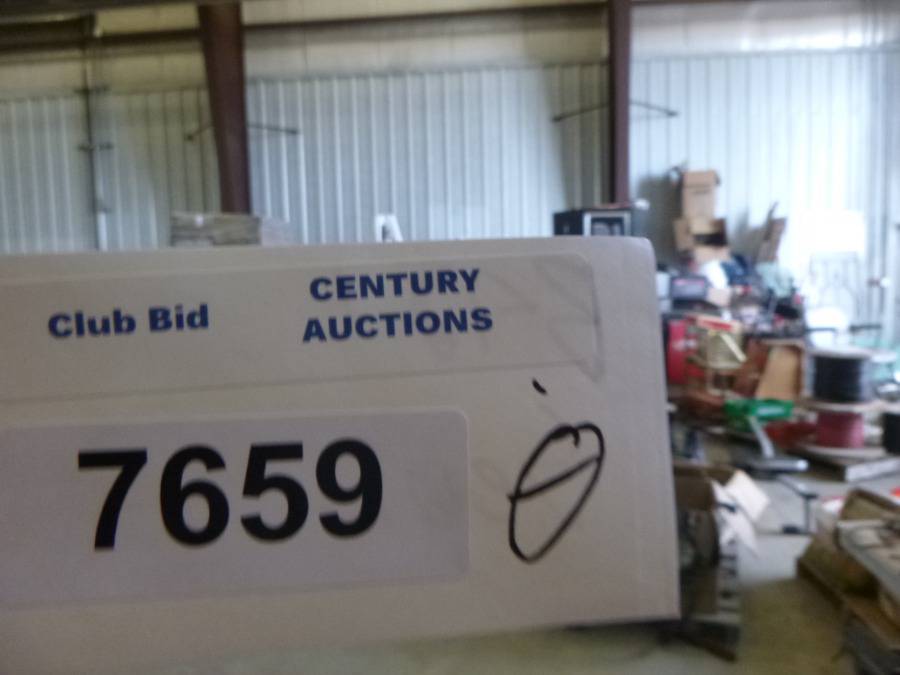 Club Bid
CENTURY
AUCTIONS
7659